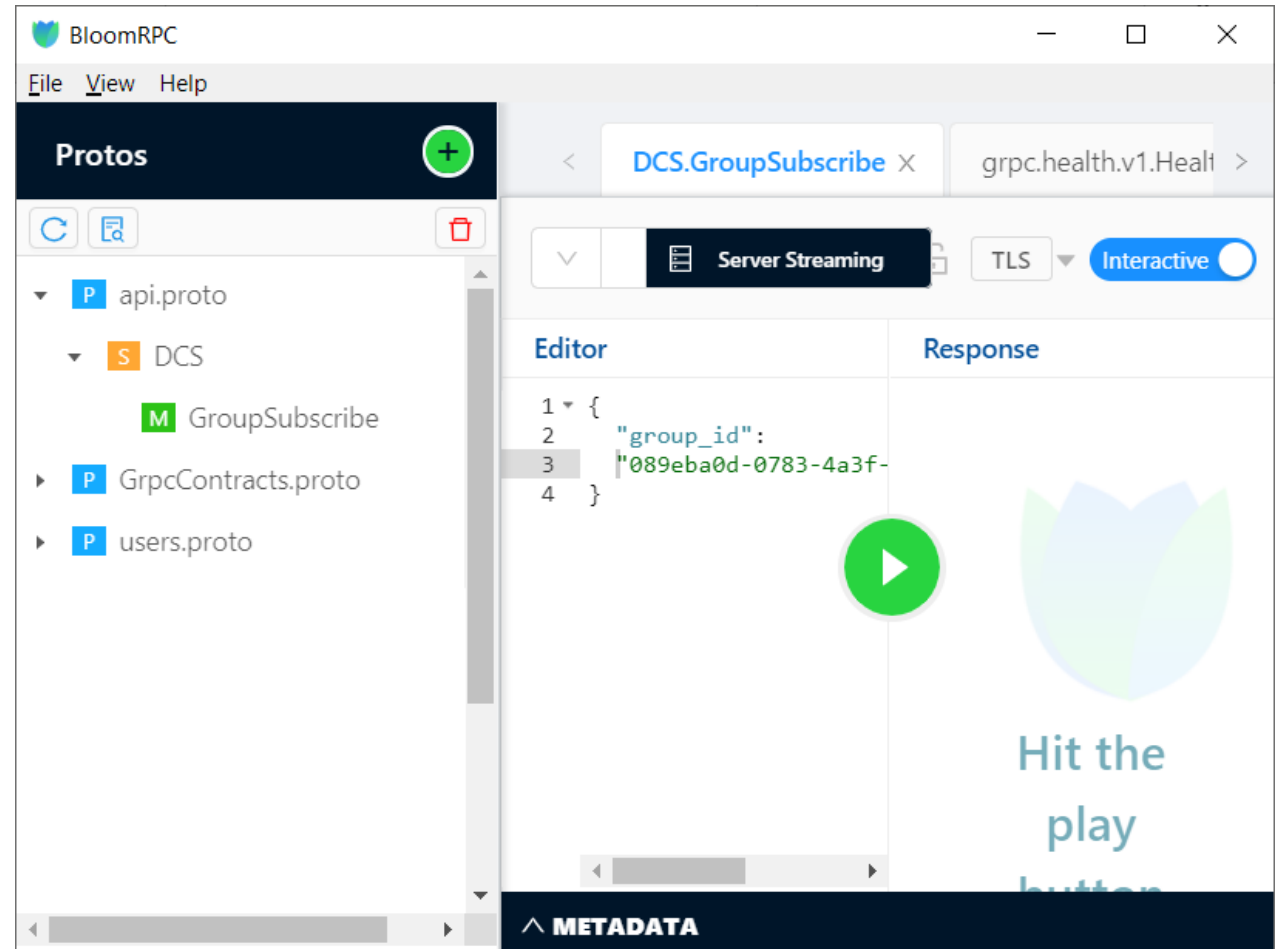 BloomRPC
File View Help
Protos
DCS.GroupSubscribe
grpc.health.v1.Healt
Server Streaming
TLS
Interactive
P api.proto
S DCS
M GroupSubscribe
P GrpcContracts.proto
P users.proto
Editor
Response
1 {
2 "group_id":
3 "089eba0d-0783-4a3f-
4 }
Hit the
play
button
METADATA